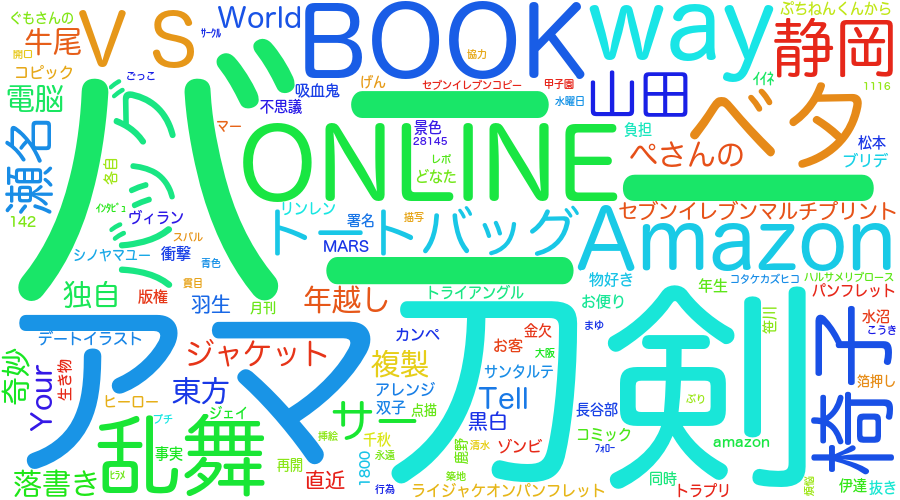 ぐもさんの
VS
ｻｰｸﾙ
World
BOOK
way
ぷちねんくんから
開口
牛尾
協力
静岡
コピック
ごっこ
吸血鬼
げん
セブンイレブンコピー
甲子園
ｲｲﾈ
1116
電脳
不思議
水曜日
山田
ベタ
バーバー
バック
マー
ONLINE
景色
28145
負担
松本
瀬名
各自
レポ
どなた
ぺさんの
ブリデ
142
ｲﾝﾀﾋﾞｭ
ヴィラン
リンレン
署名
描写
トートバッグ
セブンイレブンマルチプリント
スバル
MARS
Amazon
シノヤマユー
衝撃
青色
貫目
物好き
コタケカズヒコ
ハルサメリプロース
独自
版権
羽生
月刊
年越し
トライアングル
お便り
年生
パンフレット
アマ
刀剣
笹川
水沼
デートイラスト
カンペ
金欠
まゆ
こうき
椅子
奇妙
生き物
ジャケット
複製
お客
大阪
サンタルテ
箔押し
Your
ヒーロー
東方
アレンジ
Tell
ぷり
プチ
ジェイ
双子
点描
黒白
長谷部
乱舞
サー
挿絵
千秋
コミック
amazon
落書き
ﾋﾗﾒ
事実
再開
永遠
鹿野
清水
ゾンビ
ﾌｫﾛｰ
直近
1800
行為
築地
ライジャケオンパンフレット
同時
トラプリ
伊達
抜き